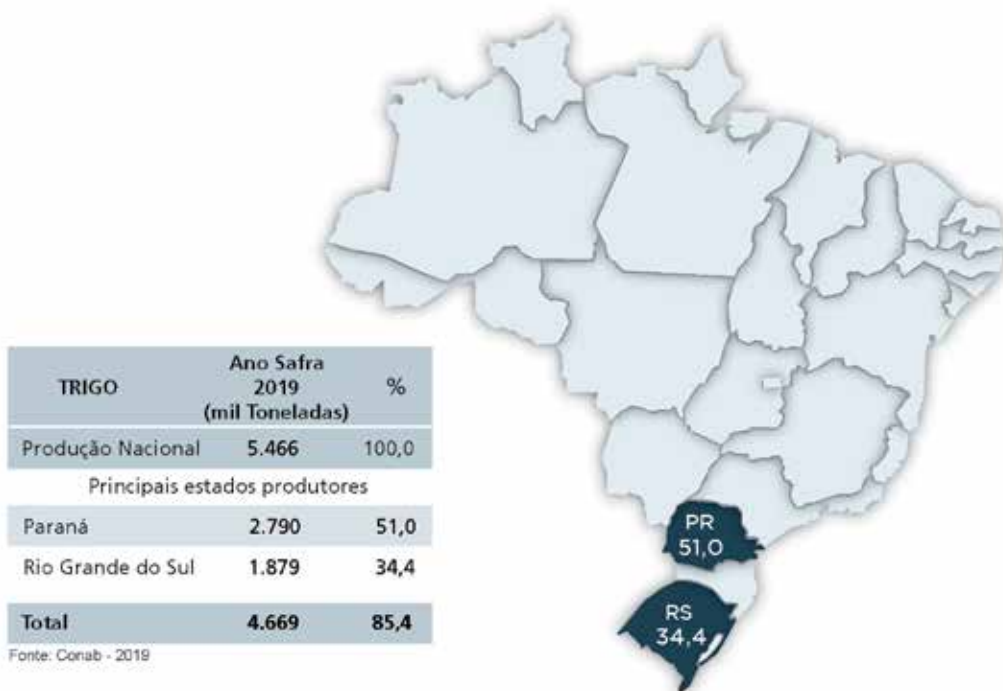 TRIGO Ano Safra 2019 (mil Toneladas) %
Produção Nacional 5.466 100,0
Principais estados produtores
Paraná 2.790 51,0
Rio Grande do Sul 1.879 34,4
Total 4.669 85,4
Fonte: Conab - 2019
PR
51,0
RS
34,4